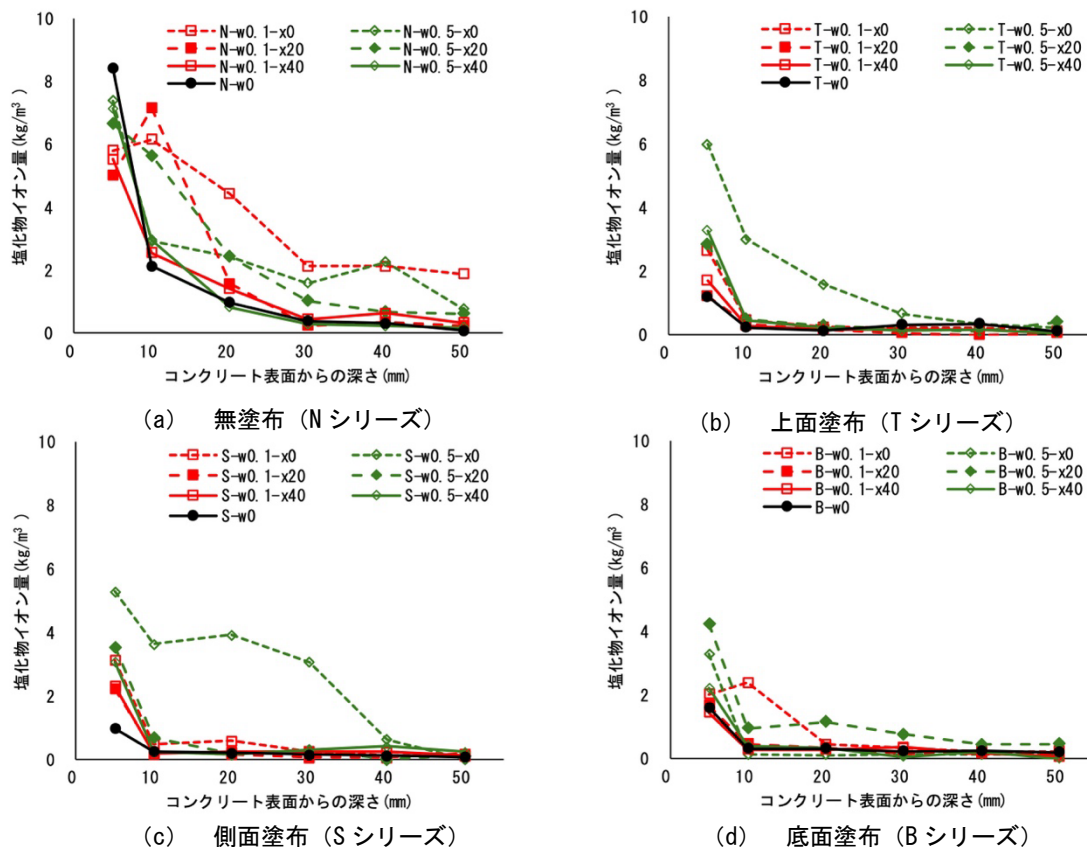 10
8
6
4
2
0
塩化物イオン量(kg/m³)
N-w0.1-x0 N-w0.5-x0
N-w0.1-x20 N-w0.5-x20
N-w0.1-x40 N-w0.5-x40
N-w0
0 10 20 30 40 50
コンクリート表面からの深さ(mm)
(a) 無塗布（Nシリーズ）
10
8
6
4
2
0
塩化物イオン量(kg/m³)
T-w0.1-x0 T-w0.5-x0
T-w0.1-x20 T-w0.5-x20
T-w0.1-x40 T-w0.5-x40
T-w0
0 10 20 30 40 50
コンクリート表面からの深さ(mm)
(b) 上面塗布（Tシリーズ）
10
8
6
4
2
0
塩化物イオン量(kg/m³)
S-w0.1-x0 S-w0.5-x0
S-w0.1-x20 S-w0.5-x20
S-w0.1-x40 S-w0.5-x40
S-w0
0 10 20 30 40 50
コンクリート表面からの深さ(mm)
(c) 側面塗布（Sシリーズ）
10
8
6
4
2
0
塩化物イオン量(kg/m³)
B-w0.1-x0 B-w0.5-x0
B-w0.1-x20 B-w0.5-x20
B-w0.1-x40 B-w0.5-x40
B-w0
0 10 20 30 40 50
コンクリート表面からの深さ(mm)
(d) 底面塗布（Bシリーズ）